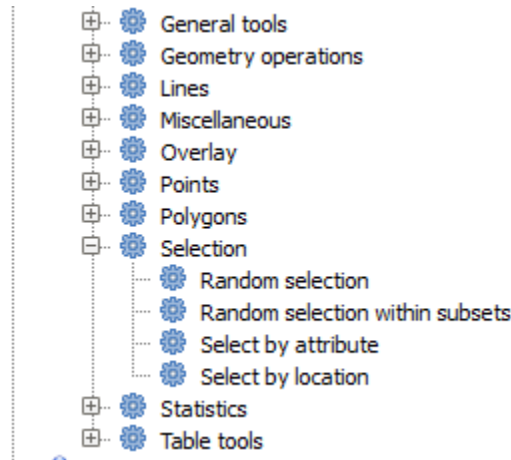 General tools
Geometry operations
Lines
Miscellaneous
Overlay
Points
Polygons
Selection
Random selection
Random selection within subsets
Select by attribute
Select by location
Statistics
Table tools